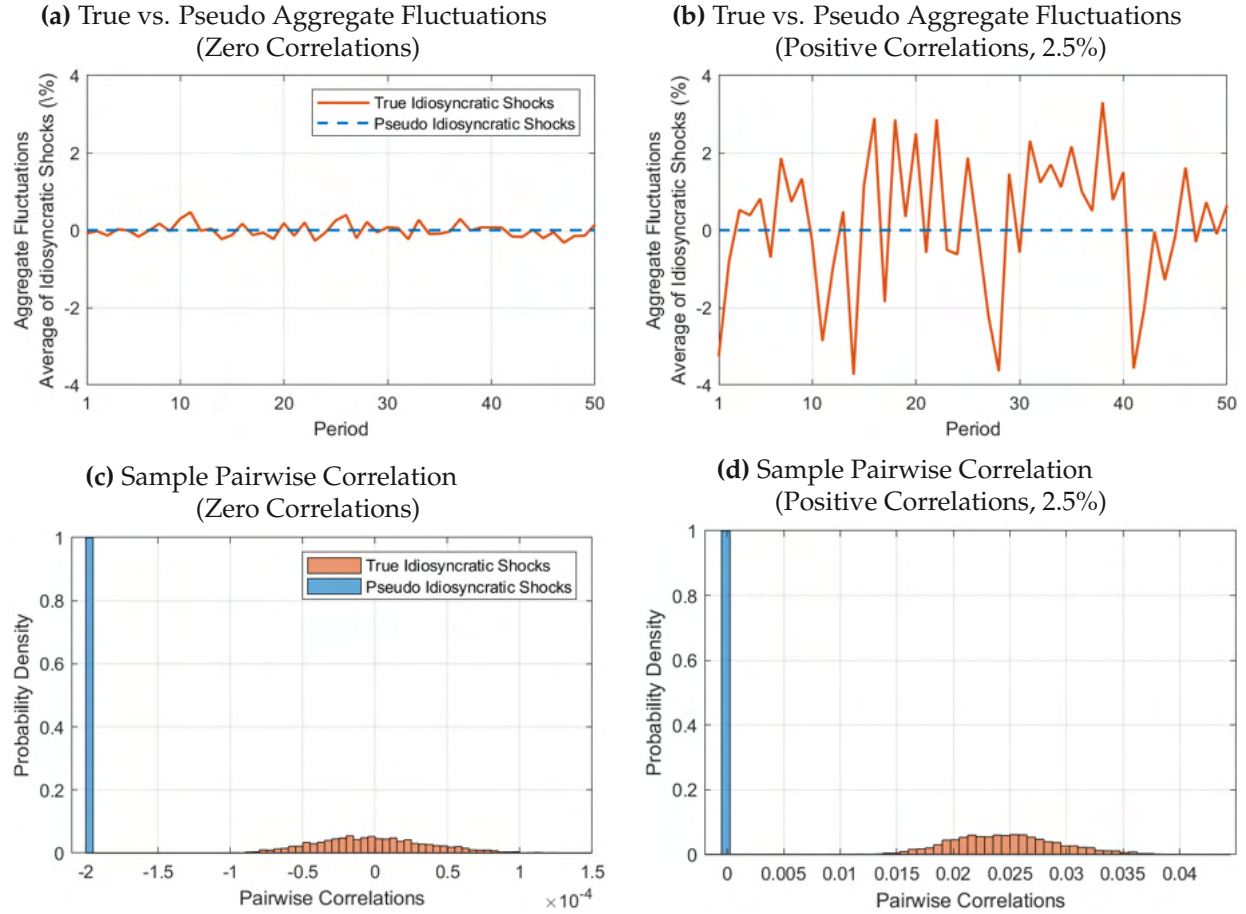 (a) True vs. Pseudo Aggregate Fluctuations
(Zero Correlations)
Aggregate Fluctuations
Average of Idiosyncratic Shocks (\%)
4
2
0
-2
-4
True Idiosyncratic Shocks
Pseudo Idiosyncratic Shocks
1 10 20 30 40 50
Period
(b) True vs. Pseudo Aggregate Fluctuations
(Positive Correlations, 2.5%)
Aggregate Fluctuations
Average of Idiosyncratic Shocks (%)
4
2
0
-2
-4
1 10 20 30 40 50
Period
(c) Sample Pairwise Correlation
(Zero Correlations)
Probability Density
1
0.8
0.6
0.4
0.2
0
True Idiosyncratic Shocks
Pseudo Idiosyncratic Shocks
-2 -1.5 -1 -0.5 0 0.5 1 1.5
Pairwise Correlations
×10⁻⁴
(d) Sample Pairwise Correlation
(Positive Correlations, 2.5%)
Probability Density
1
0.8
0.6
0.4
0.2
0
0 0.005 0.01 0.015 0.02 0.025 0.03 0.035 0.04
Pairwise Correlations